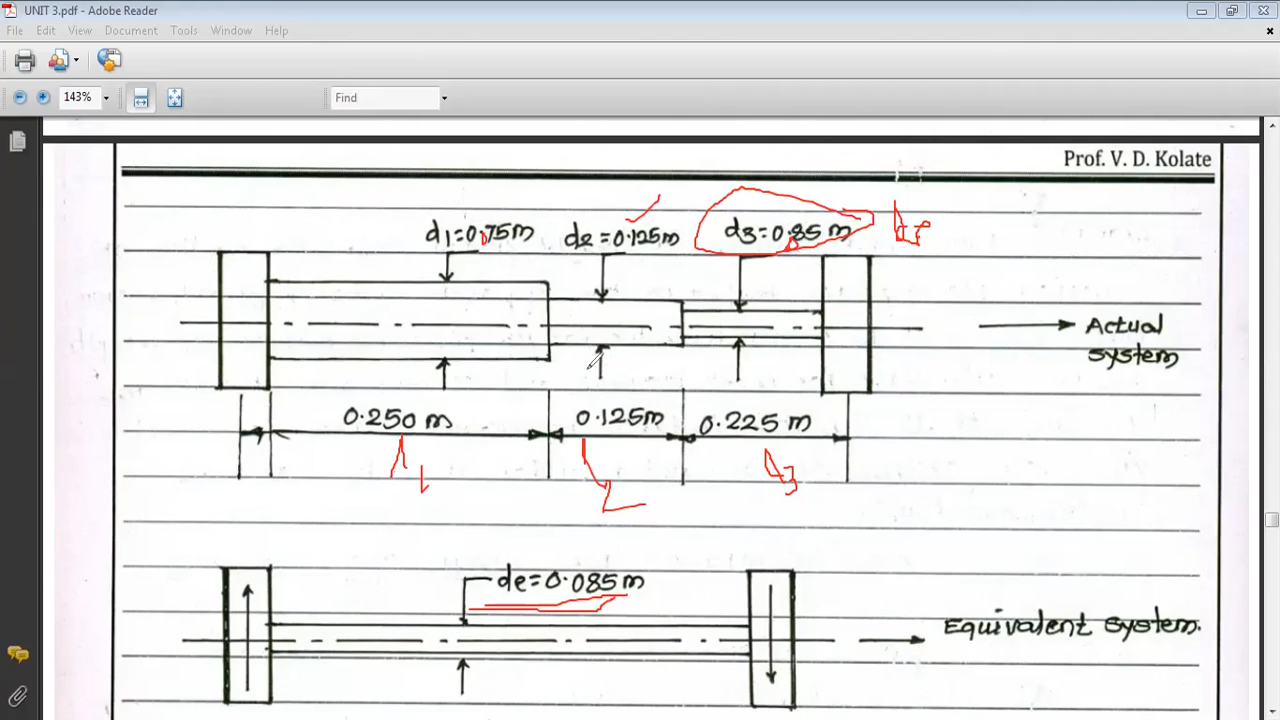 UNIT 3.pdf - Adobe Reader
File Edit View Document Tools Window Help
143% Find
Prof. V. D. Kolate
d1=0.75m d2=0.125m d3=0.85m
Actual
system
0.250 m 0.125m 0.225 m
de=0.085m
Equivalent system.